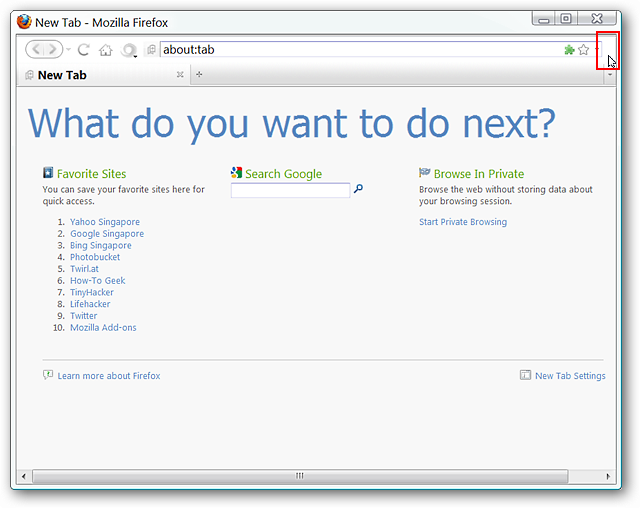 New Tab - Mozilla Firefox
about:tab
New Tab
What do you want to do next?
Favorite Sites
You can save your favorite sites here for
quick access.
1. Yahoo Singapore
2. Google Singapore
3. Bing Singapore
4. Photobucket
5. Twirl.at
6. How-To Geek
7. TinyHacker
8. Lifehacker
9. Twitter
10. Mozilla Add-ons
Search Google
Browse In Private
Browse the web without storing data about
your browsing session.
Start Private Browsing
Learn more about Firefox
New Tab Settings